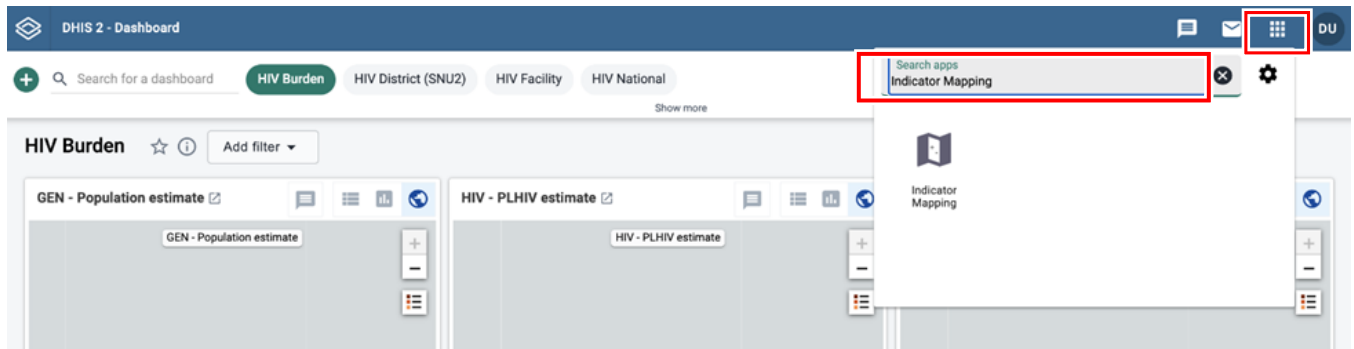 DHIS 2 - Dashboard
DU
Search for a dashboard
HIV Burden
HIV District (SNU2)
HIV Facility
HIV National
Search apps
Indicator Mapping
Show more
HIV Burden
Add filter
Indicator
Mapping
GEN - Population estimate
HIV - PLHIV estimate
GEN - Population estimate
HIV - PLHIV estimate